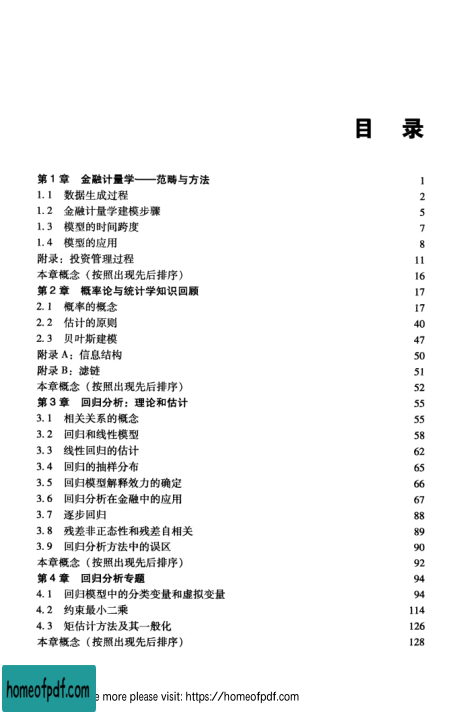 目 录
第1章 金融计量学——范畴与方法 1
1.1 数据生成过程 2
1.2 金融计量学建模步骤 5
1.3 模型的时间跨度 7
1.4 模型的应用 8
附录：投资管理过程 11
本章概念（按照出现先后排序） 16
第2章 概率论与统计学知识回顾 17
2.1 概率的概念 17
2.2 估计的原则 40
2.3 贝叶斯建模 47
附录A：信息结构 50
附录B：滤链 51
本章概念（按照出现先后排序） 52
第3章 回归分析：理论和估计 55
3.1 相关关系的概念 55
3.2 回归和线性模型 58
3.3 线性回归的估计 62
3.4 回归的抽样分布 65
3.5 回归模型解释效力的确定 66
3.6 回归分析在金融中的应用 67
3.7 逐步回归 88
3.8 残差非正态性和残差自相关 89
3.9 回归分析方法中的误区 90
本章概念（按照出现先后排序） 92
第4章 回归分析专题 94
4.1 回归模型中的分类变量和虚拟变量 94
4.2 约束最小二乘 114
4.3 矩估计方法及其一般化 126
本章概念（按照出现先后排序） 128
homeofpdf.com
more please visit: https://homeofpdf.com